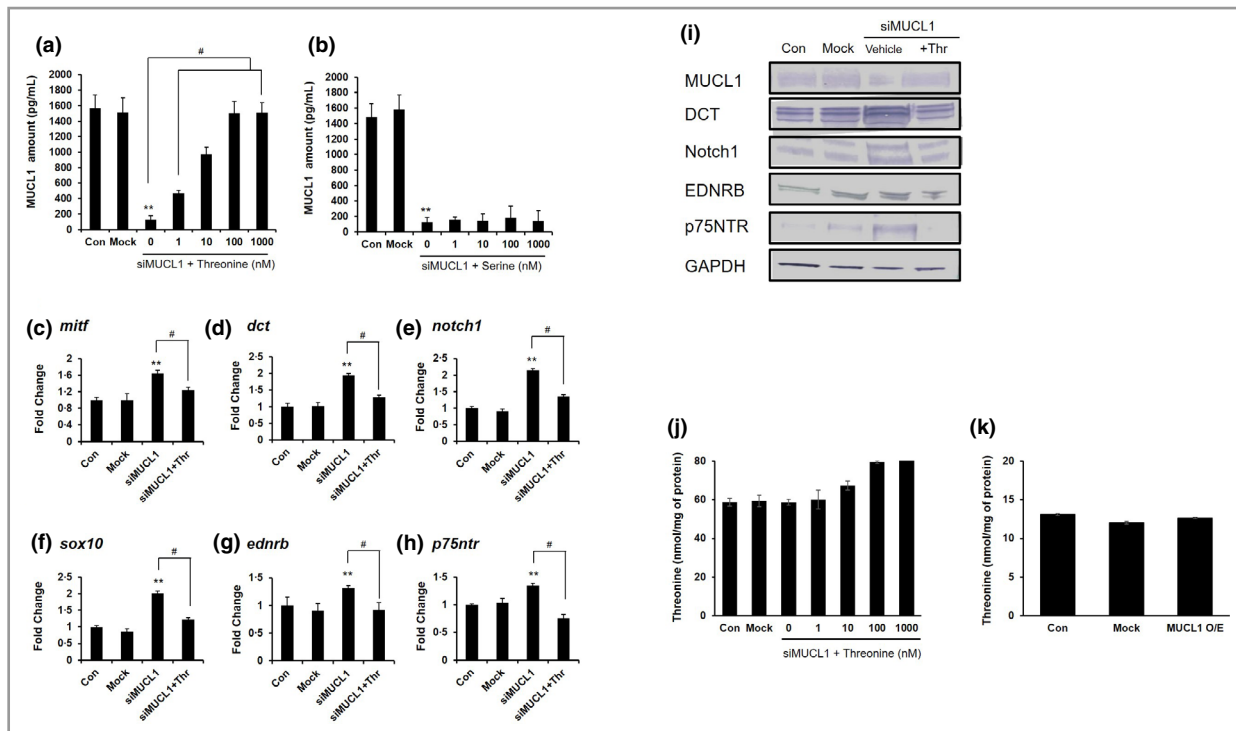 (a)
#
MUCL1 amount (pg/mL)
2000
1800
1600
1400
1200
1000
800
600
400
200
0
**
Con Mock 0 1 10 100 1000
siMUCL1 + Threonine (nM)
(b)
MUCL1 amount (pg/mL)
2000
1800
1600
1400
1200
1000
800
600
400
200
0
**
Con Mock 0 1 10 100 1000
siMUCL1 + Serine (nM)
(c) mitf
#
**
Fold Change
2
1·6
1·2
0·8
0·4
0
Con Mock siMUCL1 siMUCL1+Thr
(d) dct
#
**
Fold Change
2·5
2
1·5
1
0·5
0
Con Mock siMUCL1 siMUCL1+Thr
(e) notch1
#
**
Fold Change
2·5
2
1·5
1
0·5
0
Con Mock siMUCL1 siMUCL1+Thr
(f) sox10
#
**
Fold Change
2·5
2
1·5
1
0·5
0
Con Mock siMUCL1 siMUCL1+Thr
(g) ednrb
#
**
Fold Change
1·5
1
0·5
0
Con Mock siMUCL1 siMUCL1+Thr
(h) p75ntr
#
**
Fold Change
2
1·5
1
0·5
0
Con Mock siMUCL1 siMUCL1+Thr
(i)
siMUCL1
Con Mock Vehicle +Thr
MUCL1
DCT
Notch1
EDNRB
p75NTR
GAPDH
(j)
Threonine (nmol/mg of protein)
80
60
40
20
0
Con Mock 0 1 10 100 1000
siMUCL1 + Threonine (nM)
(k)
Threonine (nmol/mg of protein)
20
15
10
5
0
Con Mock MUCL1 O/E